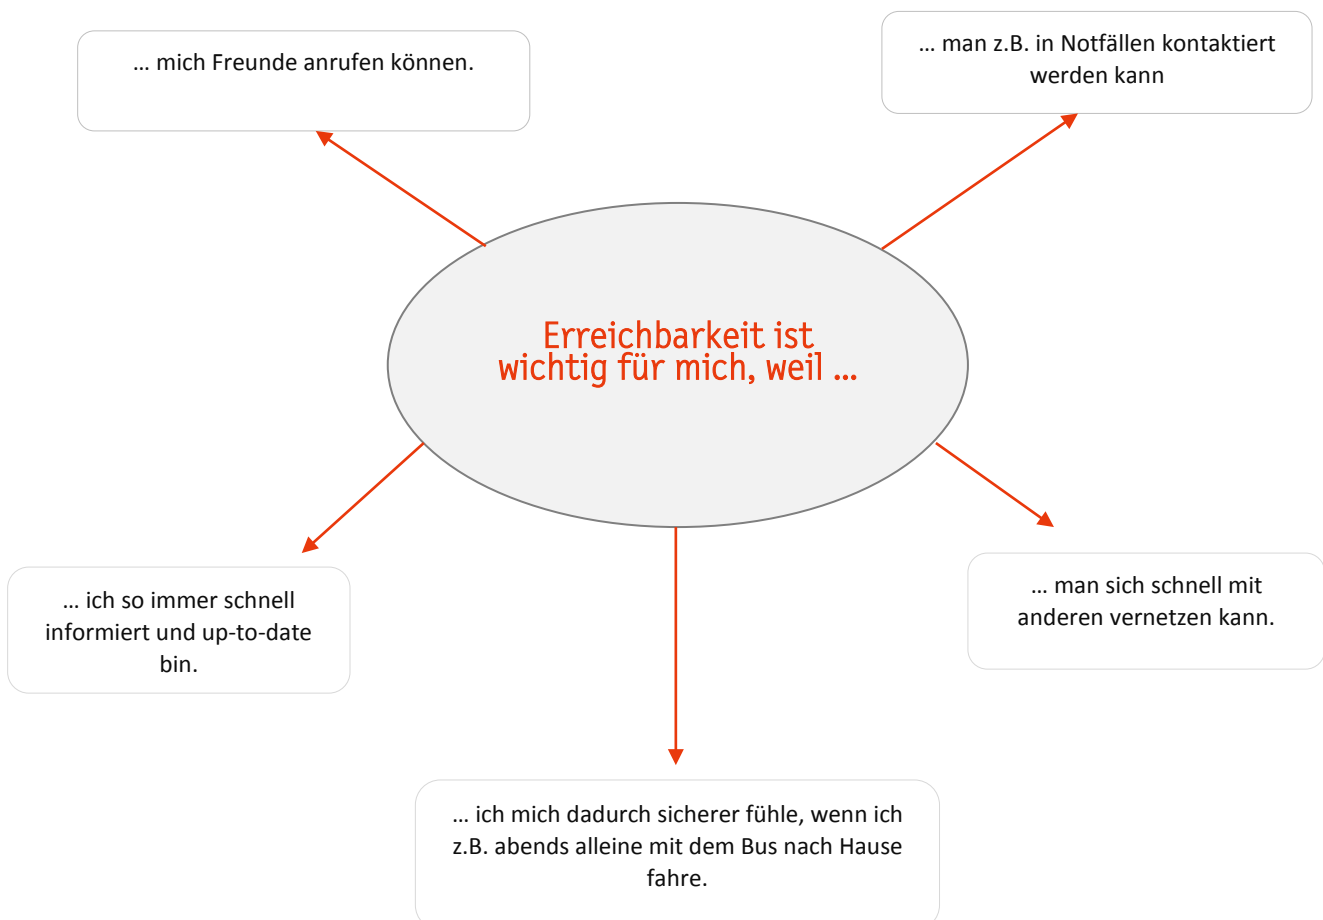 … mich Freunde anrufen können.
… man z.B. in Notfällen kontaktiert
werden kann
Erreichbarkeit ist
wichtig für mich, weil …
… ich so immer schnell
informiert und up-to-date
bin.
… man sich schnell mit
anderen vernetzen kann.
… ich mich dadurch sicherer fühle, wenn ich
z.B. abends alleine mit dem Bus nach Hause
fahre.